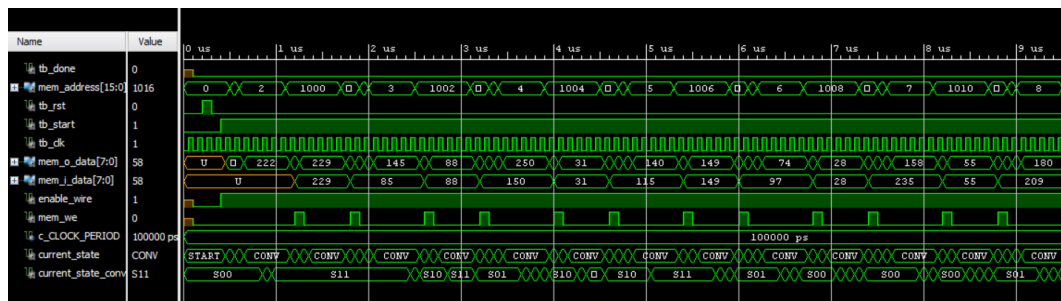 Name Value
0 us 1 us 2 us 3 us 4 us 5 us 6 us 7 us 8 us 9 us
tb_done 0
mem_address[15:0] 1016 0 2 1000 3 1002 4 1004 5 1006 6 1008 7 1010 8
tb_rst 0
tb_start 1
tb_clk 1
mem_o_data[7:0] 58 U 222 229 145 88 250 31 140 149 74 28 158 55 180
mem_i_data[7:0] 58 U 229 85 88 150 31 115 149 97 28 235 55 209
enable_wire 1
mem_we 0
c_CLOCK_PERIOD 100000 ps 100000 ps
current_state CONV START CONV CONV CONV CONV CONV CONV CONV CONV CONV CONV CONV CONV CONV
current_state_conv S11 S00 S11 S10 S11 S01 S10 S10 S11 S01 S00 S00 S00 S01